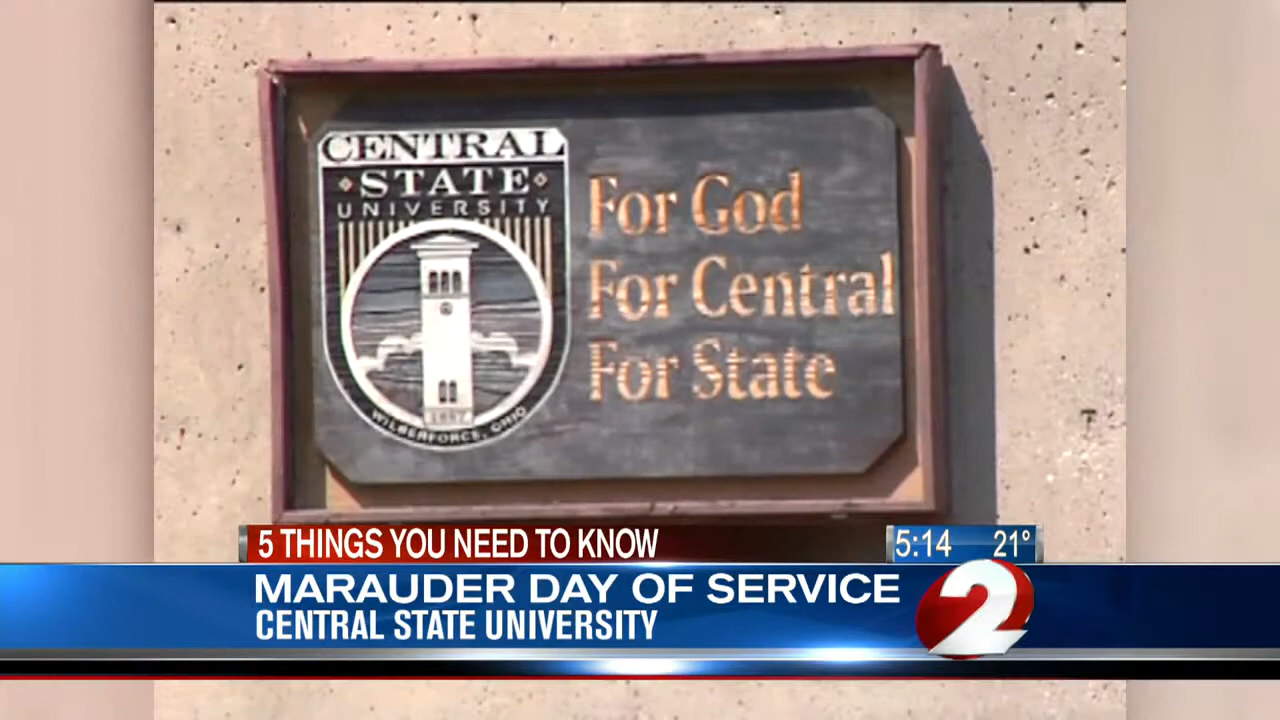 CENTRAL
STATE
UNIVERSITY
1887
WILBERFORCE, OHIO
For God
For Central
For State
5 THINGS YOU NEED TO KNOW
5:14 21°
MARAUDER DAY OF SERVICE
CENTRAL STATE UNIVERSITY
2